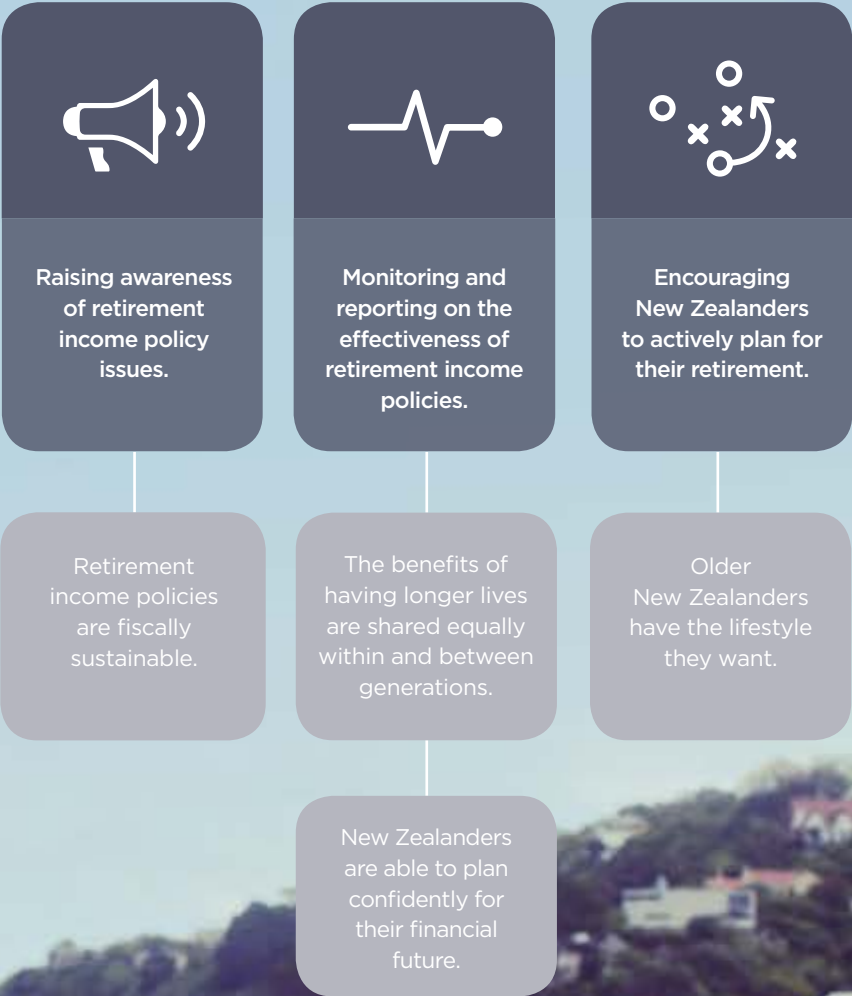 Raising awareness
of retirement
income policy
issues.
Monitoring and
reporting on the
effectiveness of
retirement income
policies.
Encouraging
New Zealanders
to actively plan for
their retirement.
Retirement
income policies
are fiscally
sustainable.
The benefits of
having longer lives
are shared equally
within and between
generations.
Older
New Zealanders
have the lifestyle
they want.
New Zealanders
are able to plan
confidently for
their financial
future.